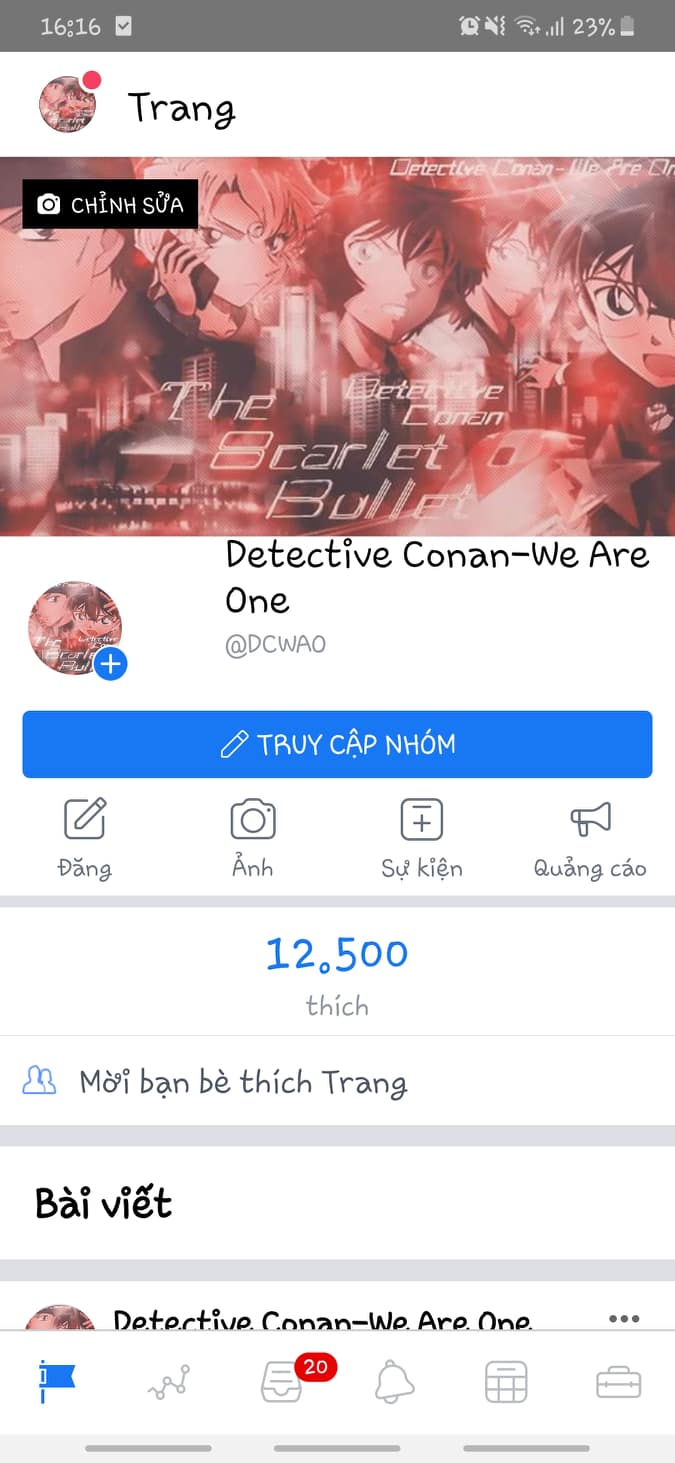 16:16
23%
Trang
Detective Conan-We Are On
CHỈNH SỬA
The
Detective
Conan
Scarlet
Bullet
Detective Conan-We Are
One
@DCWAO
TRUY CẬP NHÓM
Đăng
Ảnh
Sự kiện
Quảng cáo
12.500
thích
Mời bạn bè thích Trang
Bài viết
Detective Conan-We Are One
20